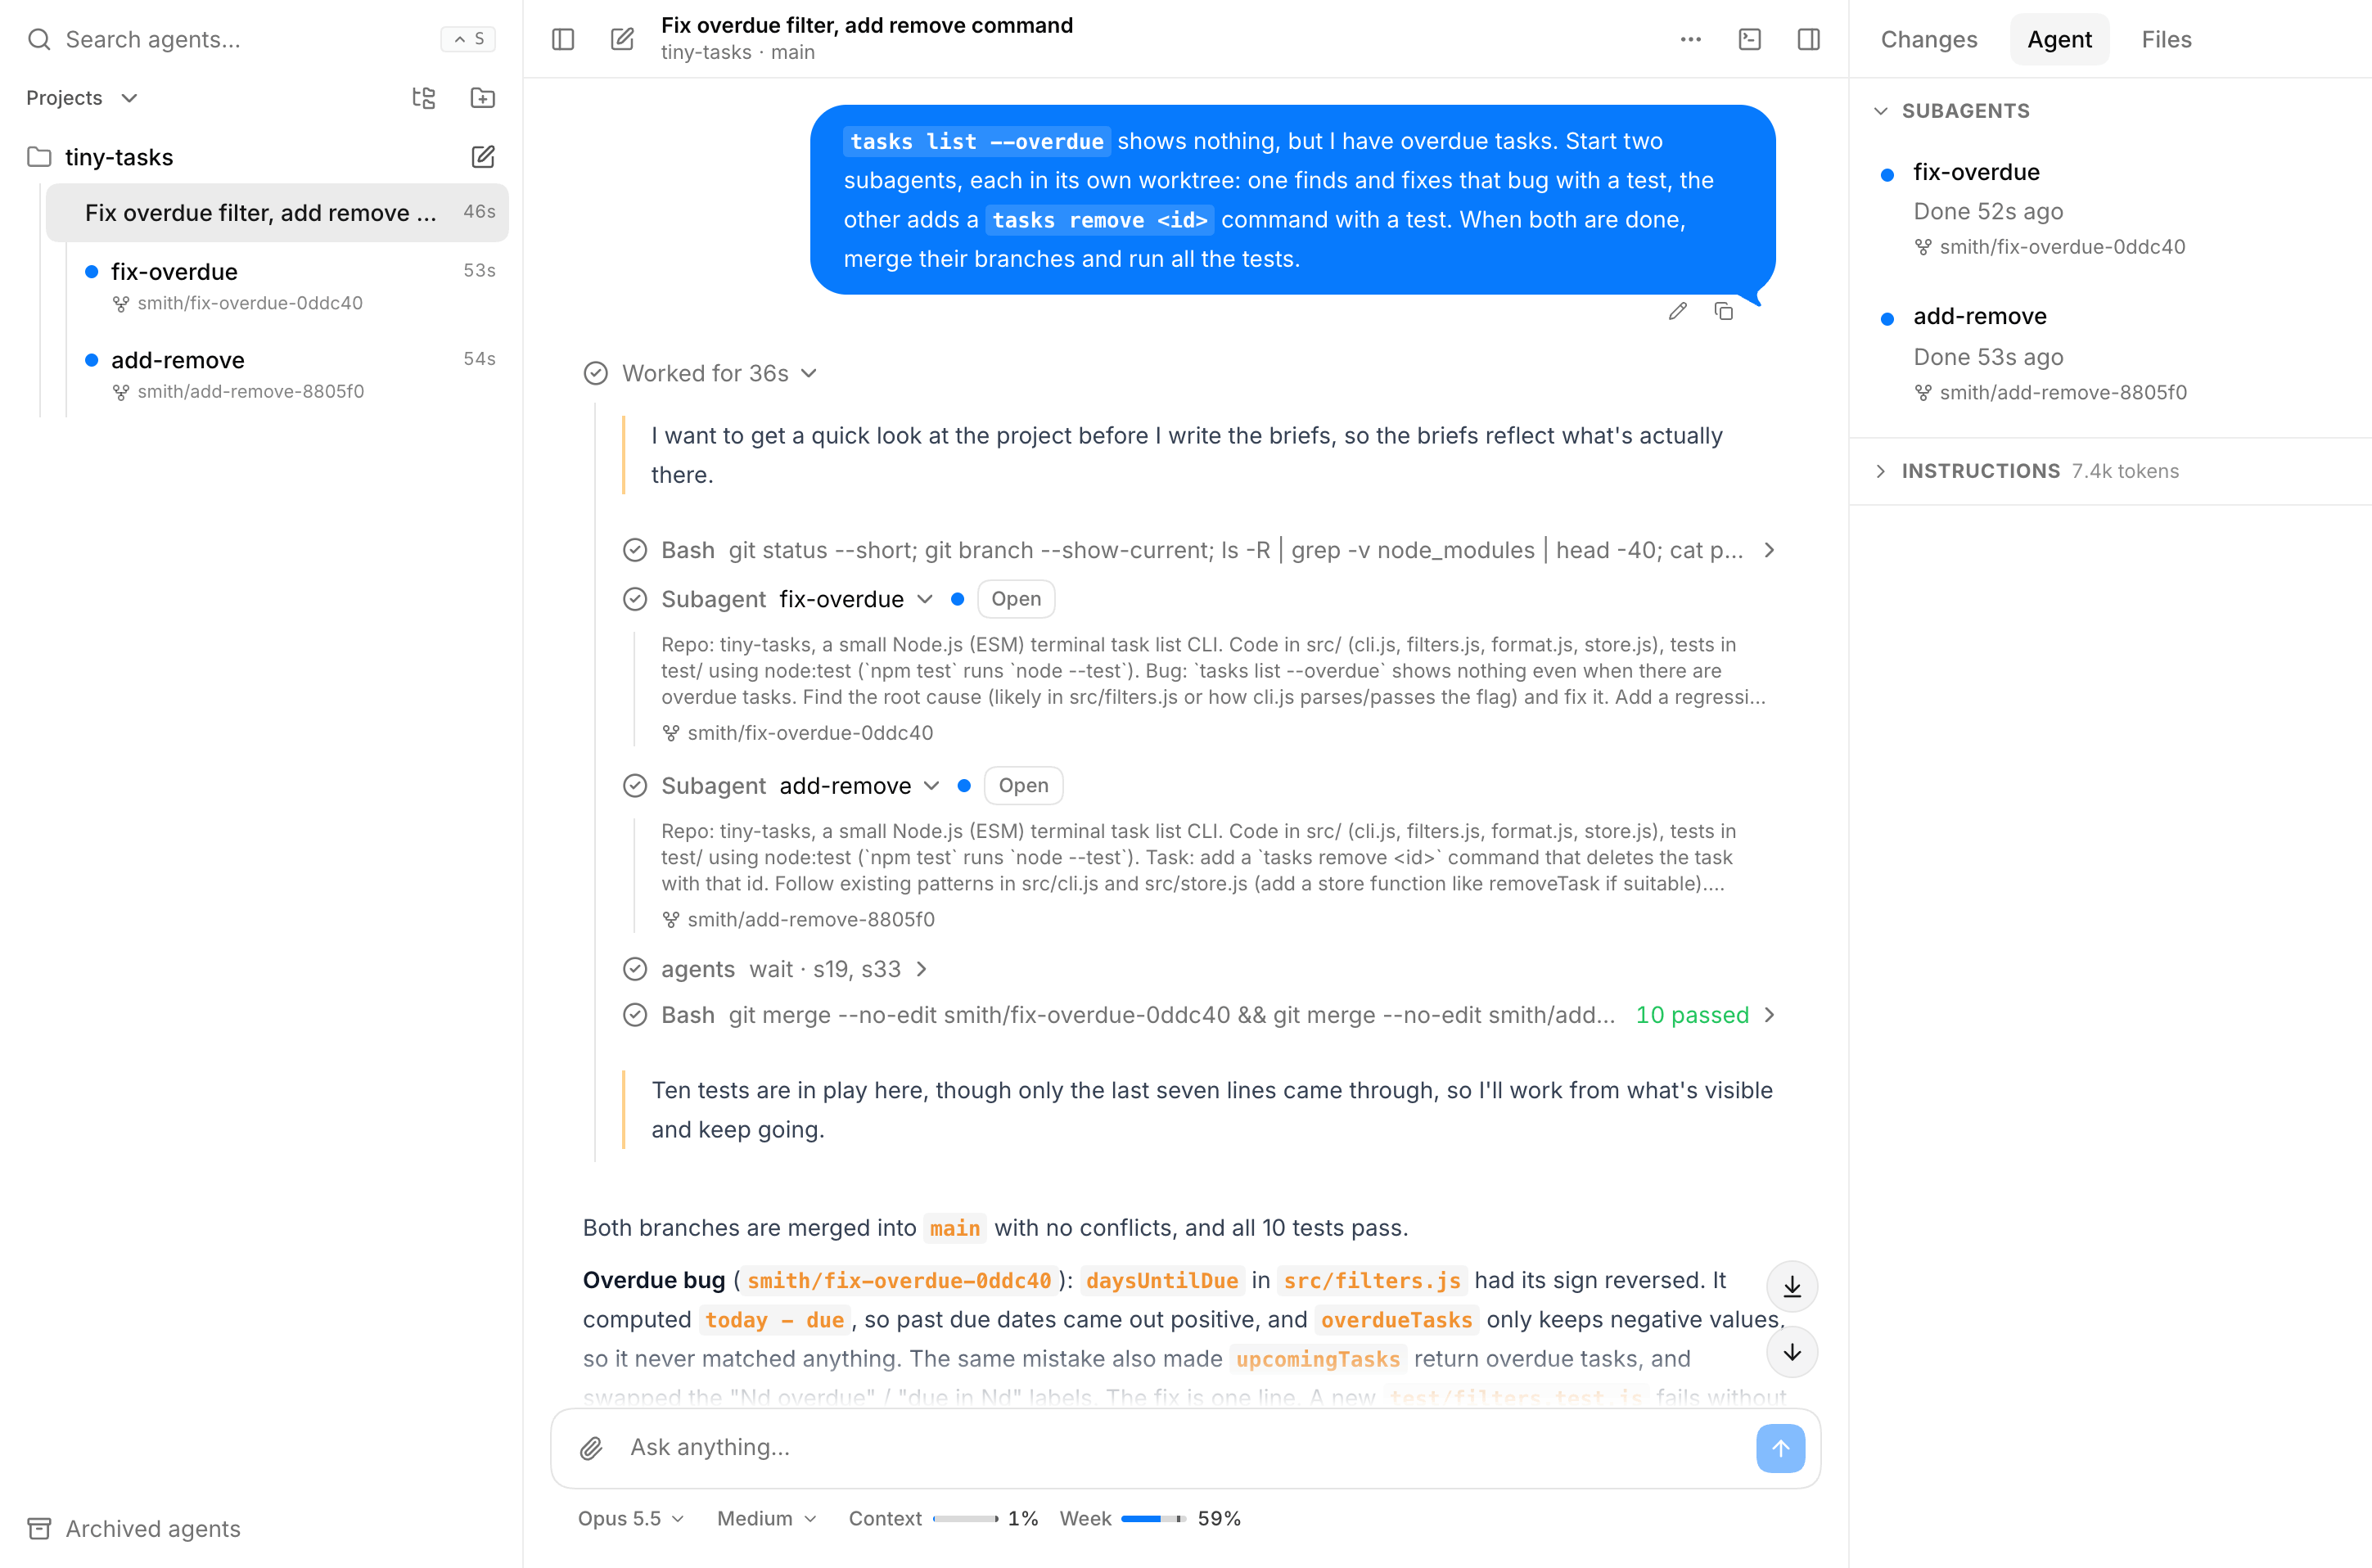 Search agents...
^ S
Projects
tiny-tasks
Fix overdue filter, add remove ... 46s
fix-overdue 53s
smith/fix-overdue-0ddc40
add-remove 54s
smith/add-remove-8805f0
Archived agents
Fix overdue filter, add remove command
tiny-tasks · main
tasks list --overdue shows nothing, but I have overdue tasks. Start two
subagents, each in its own worktree: one finds and fixes that bug with a test, the
other adds a tasks remove <id> command with a test. When both are done,
merge their branches and run all the tests.
Worked for 36s
I want to get a quick look at the project before I write the briefs, so the briefs reflect what's actually
there.
Bash git status --short; git branch --show-current; ls -R | grep -v node_modules | head -40; cat p...
Subagent fix-overdue Open
Repo: tiny-tasks, a small Node.js (ESM) terminal task list CLI. Code in src/ (cli.js, filters.js, format.js, store.js), tests in
test/ using node:test (`npm test` runs `node --test`). Bug: `tasks list --overdue` shows nothing even when there are
overdue tasks. Find the root cause (likely in src/filters.js or how cli.js parses/passes the flag) and fix it. Add a regressi...
smith/fix-overdue-0ddc40
Subagent add-remove Open
Repo: tiny-tasks, a small Node.js (ESM) terminal task list CLI. Code in src/ (cli.js, filters.js, format.js, store.js), tests in
test/ using node:test (`npm test` runs `node --test`). Task: add a `tasks remove <id>` command that deletes the task
with that id. Follow existing patterns in src/cli.js and src/store.js (add a store function like removeTask if suitable)....
smith/add-remove-8805f0
agents wait · s19, s33
Bash git merge --no-edit smith/fix-overdue-0ddc40 && git merge --no-edit smith/add... 10 passed
Ten tests are in play here, though only the last seven lines came through, so I'll work from what's visible
and keep going.
Both branches are merged into main with no conflicts, and all 10 tests pass.
Overdue bug (smith/fix-overdue-0ddc40): daysUntilDue in src/filters.js had its sign reversed. It
computed today - due, so past due dates came out positive, and overdueTasks only keeps negative values,
so it never matched anything. The same mistake also made upcomingTasks return overdue tasks, and
swapped the "Nd overdue" / "due in Nd" labels. The fix is one line. A new test/filters.test.js fails without
Ask anything...
Opus 5.5 Medium Context 1% Week 59%
Changes Agent Files
SUBAGENTS
fix-overdue
Done 52s ago
smith/fix-overdue-0ddc40
add-remove
Done 53s ago
smith/add-remove-8805f0
INSTRUCTIONS 7.4k tokens